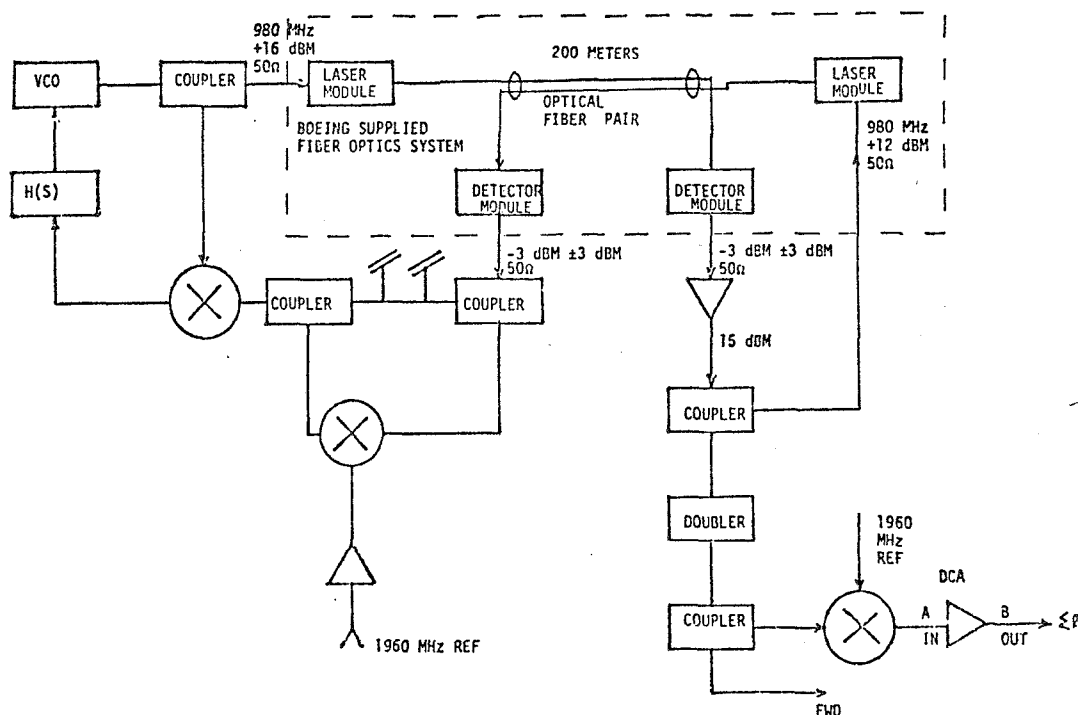 980 MHz
+16 dBM
50Ω
VCO
COUPLER
LASER
MODULE
200 METERS
OPTICAL
FIBER PAIR
LASER
MODULE
BOEING SUPPLIED
FIBER OPTICS SYSTEM
980 MHz
+12 dBM
50Ω
H(S)
DETECTOR
MODULE
DETECTOR
MODULE
-3 dBM ±3 dBM
50Ω
-3 dBM ±3 dBM
50Ω
COUPLER
COUPLER
15 dBM
COUPLER
DOUBLER
1960
MHz
REF
DCA
COUPLER
A
IN
B
OUT
1960 MHz REF
FWD